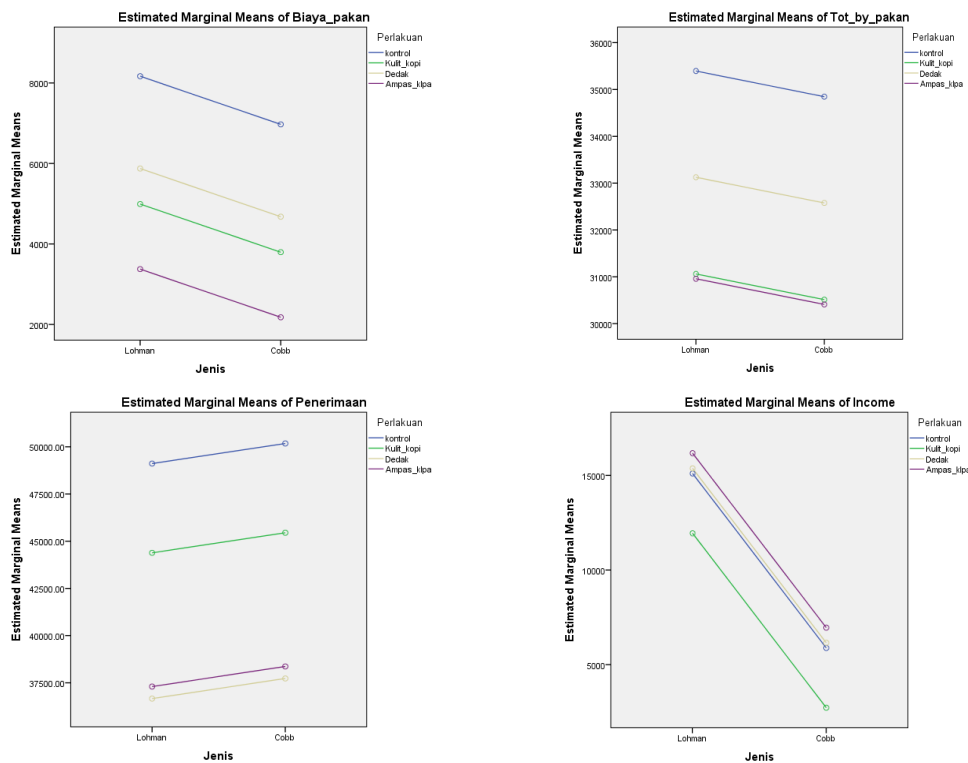 Estimated Marginal Means of Biaya_pakan
Perlakuan
kontrol
Kulit_kopi
Dedak
Ampas_klpa
Estimated Marginal Means
8000
6000
4000
2000
Lohman
Cobb
Jenis
Estimated Marginal Means of Tot_by_pakan
Perlakuan
kontrol
Kulit_kopi
Dedak
Ampas_klpa
Estimated Marginal Means
36000
35000
34000
33000
32000
31000
30000
Lohman
Cobb
Jenis
Estimated Marginal Means of Penerimaan
Perlakuan
kontrol
Kulit_kopi
Dedak
Ampas_klpa
Estimated Marginal Means
50000.00
47500.00
45000.00
42500.00
40000.00
37500.00
Lohman
Cobb
Jenis
Estimated Marginal Means of Income
Perlakuan
kontrol
Kulit_kopi
Dedak
Ampas_klpa
Estimated Marginal Means
15000
10000
5000
Lohman
Cobb
Jenis